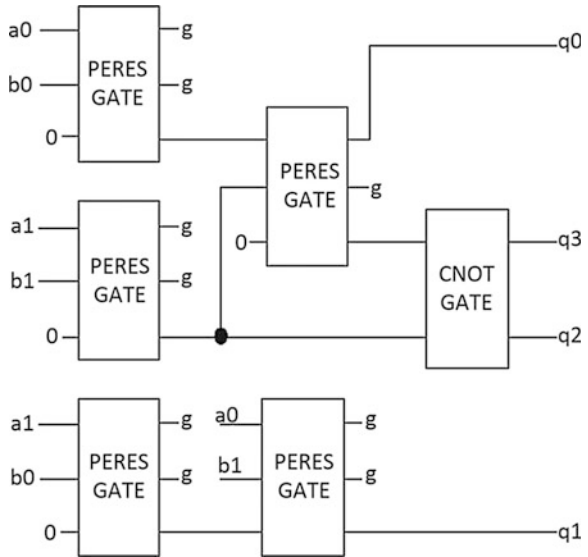 a0
g
b0
PERES
GATE
g
0
q0
PERES
GATE
g
0
a1
g
b1
PERES
GATE
g
0
CNOT
GATE
q3
q2
a1
g
b0
PERES
GATE
g
0
a0
g
b1
PERES
GATE
g
q1